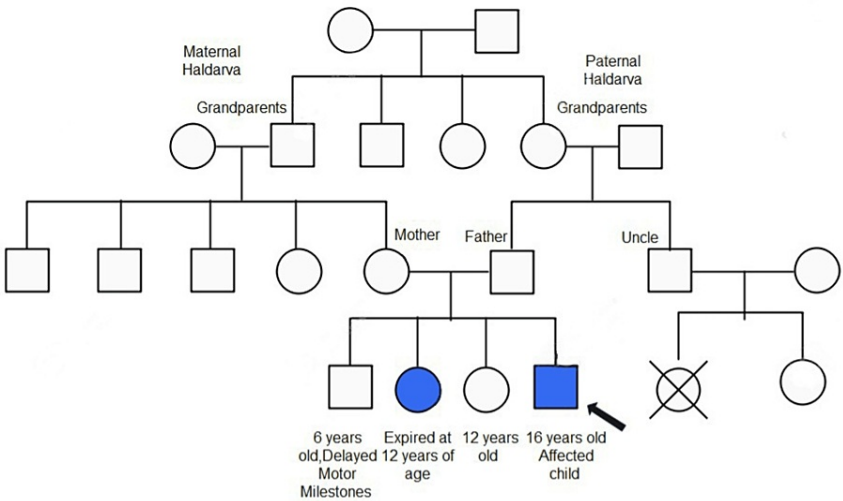 Maternal
Haldarva
Paternal
Haldarva
Grandparents
Grandparents
Mother
Father
Uncle
6 years
old,Delayed
Motor
Milestones
Expired at
12 years of
age
12 years
old
16 years old
Affected
child